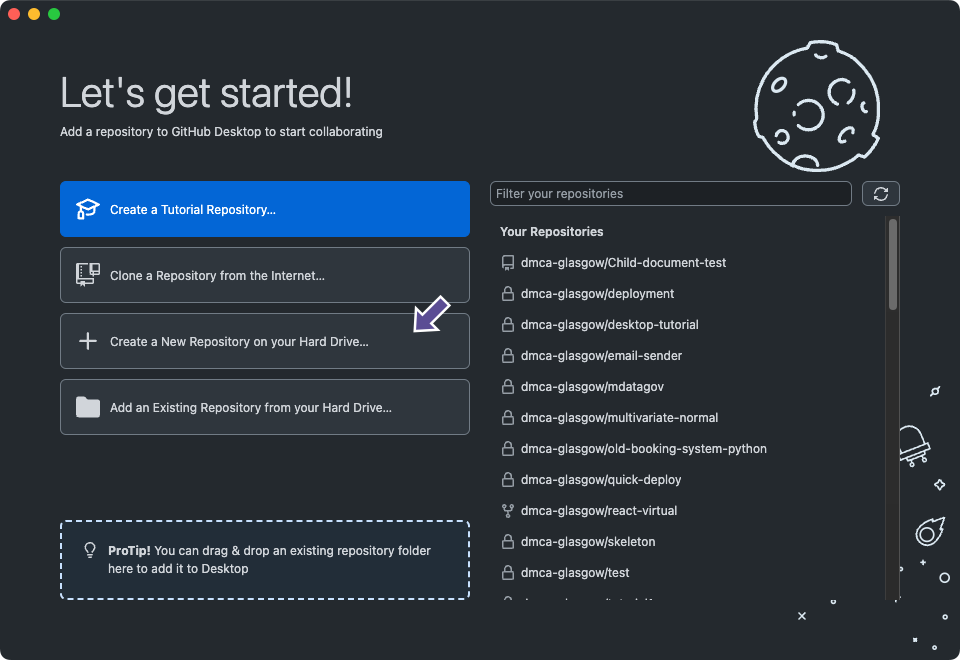 Let's get started!
Add a repository to GitHub Desktop to start collaborating
Create a Tutorial Repository...
Clone a Repository from the Internet...
Create a New Repository on your Hard Drive...
Add an Existing Repository from your Hard Drive...
ProTip! You can drag & drop an existing repository folder
here to add it to Desktop
Filter your repositories
Your Repositories
dmca-glasgow/Child-document-test
dmca-glasgow/deployment
dmca-glasgow/desktop-tutorial
dmca-glasgow/email-sender
dmca-glasgow/mdatagov
dmca-glasgow/multivariate-normal
dmca-glasgow/old-booking-system-python
dmca-glasgow/quick-deploy
dmca-glasgow/react-virtual
dmca-glasgow/skeleton
dmca-glasgow/test